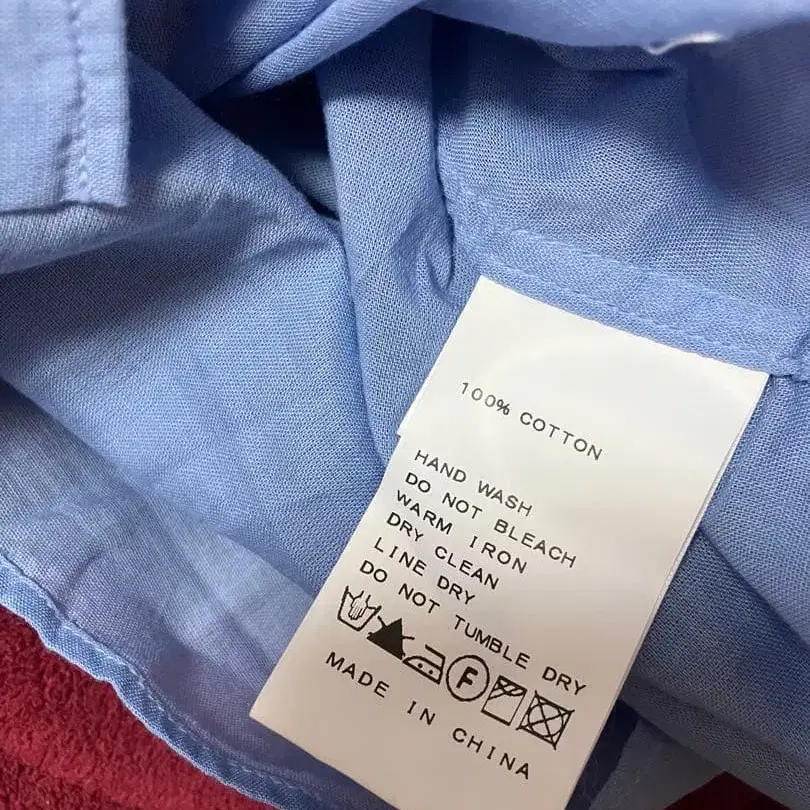 100% COTTON
HAND WASH
DO NOT BLEACH
WARM IRON
DRY CLEAN
LINE DRY
DO NOT TUMBLE DRY
F
MADE IN CHINA